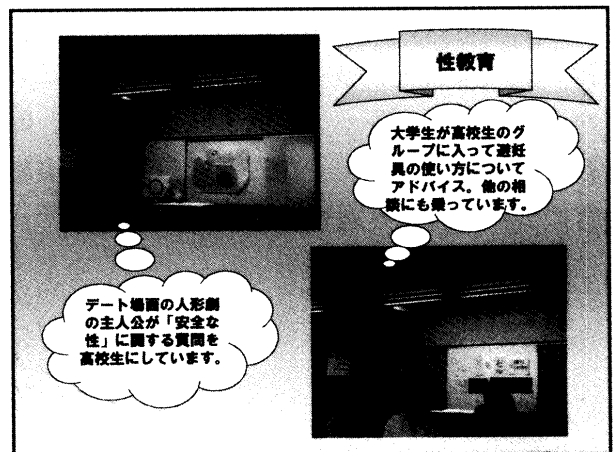 性教育
大学生が高校生のグ
ループに入って避妊
具の使い方について
アドバイス。他の相
談にも乗っています。
デート場面の人形劇
の主人公が「安全な
性」に関する質問を
高校生にしています。